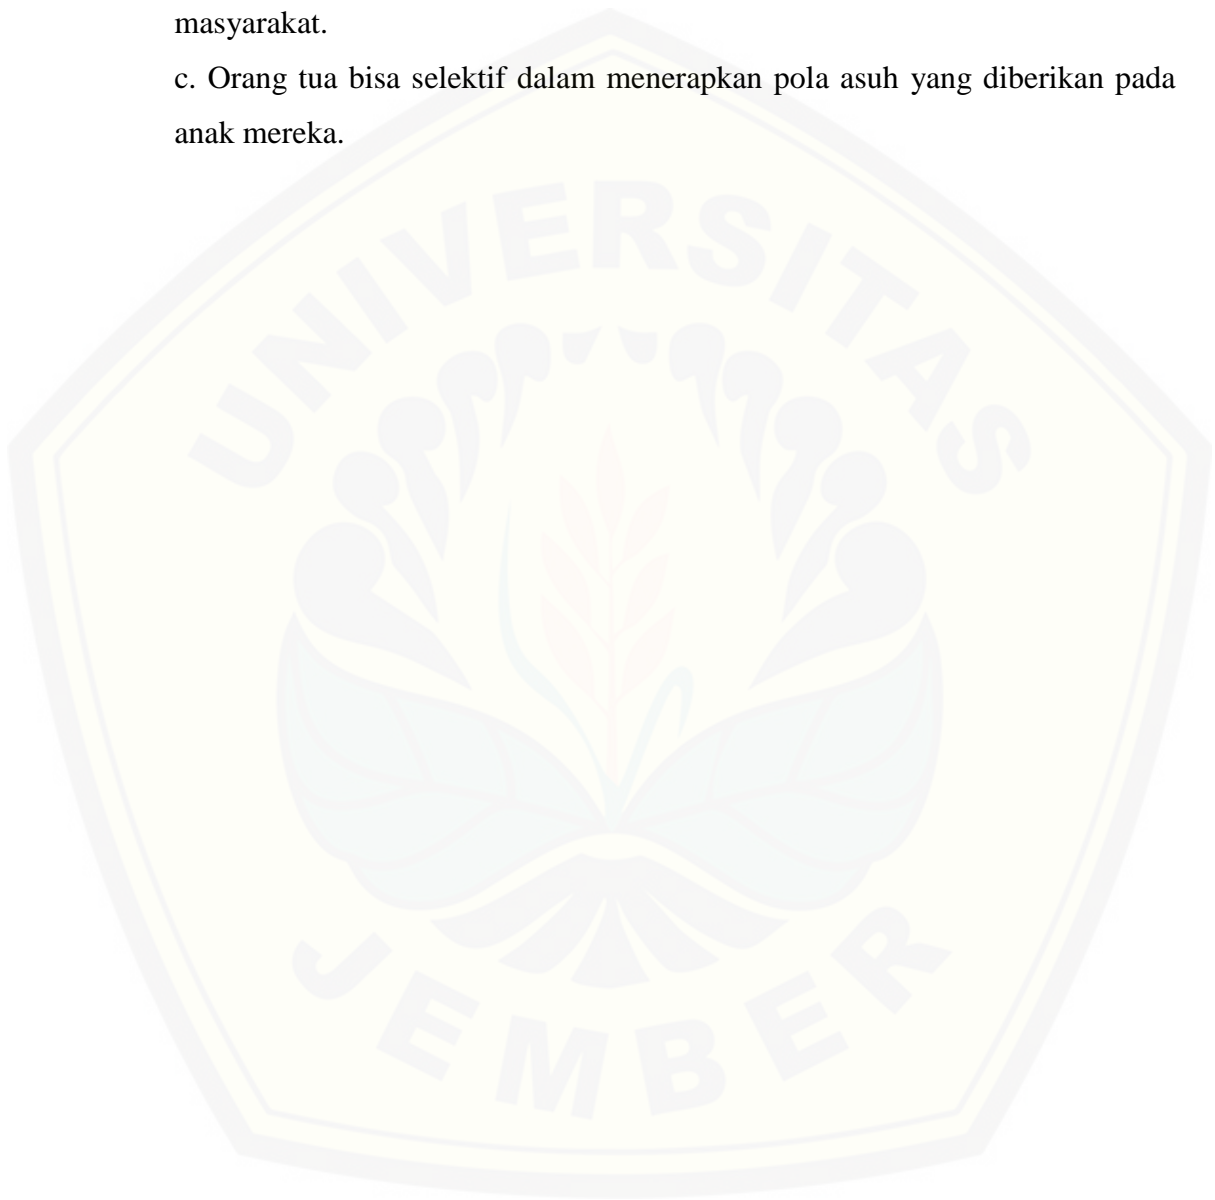 masyarakat.
c. Orang tua bisa selektif dalam menerapkan pola asuh yang diberikan pada
anak mereka.
UNIVERSITAS
JEMBER